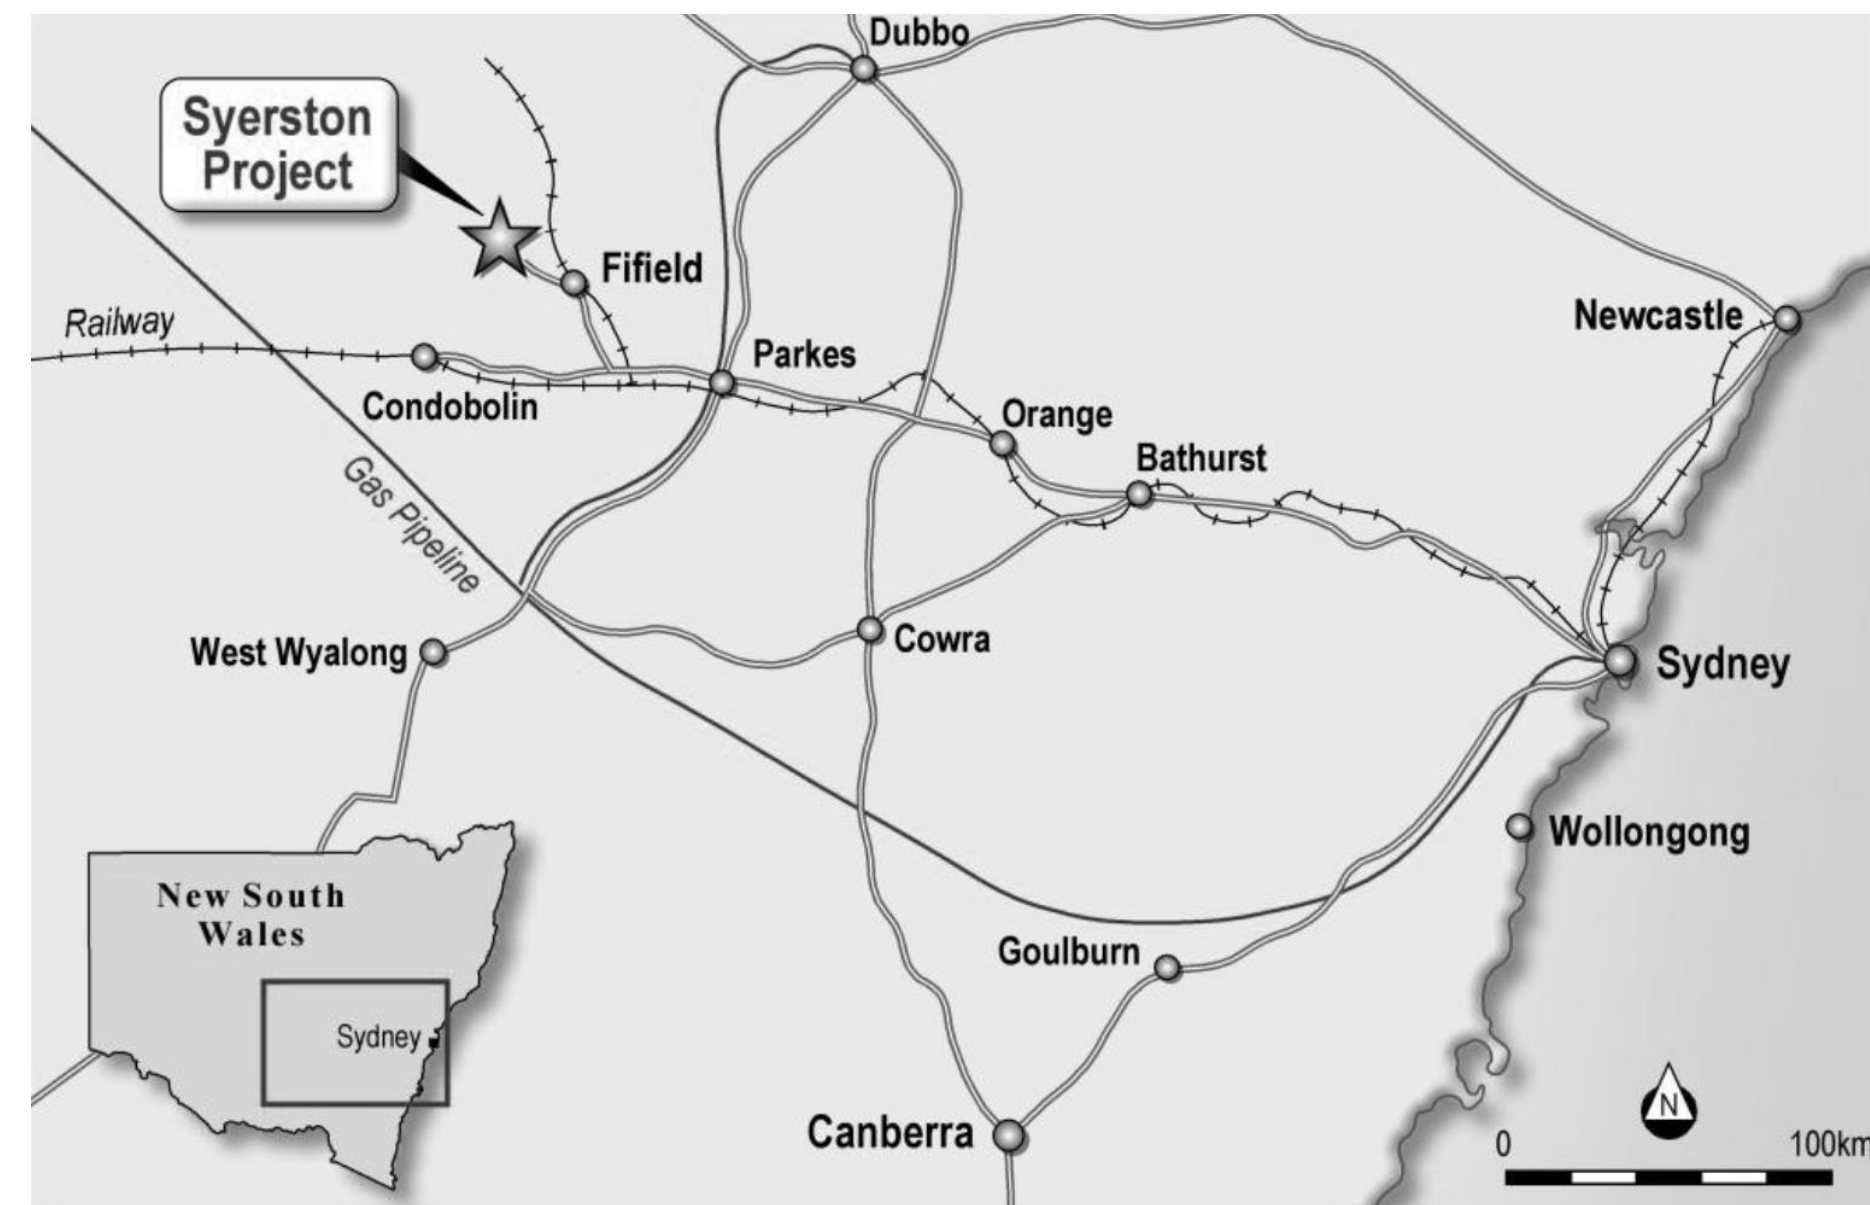 Dubbo
Syerston
Project
Fifield
Railway
Newcastle
Parkes
Condobolin
Orange
Bathurst
Gas Pipeline
West Wyalong
Cowra
Sydney
Wollongong
New South
Wales
Goulburn
Sydney
Canberra
N
0 100km